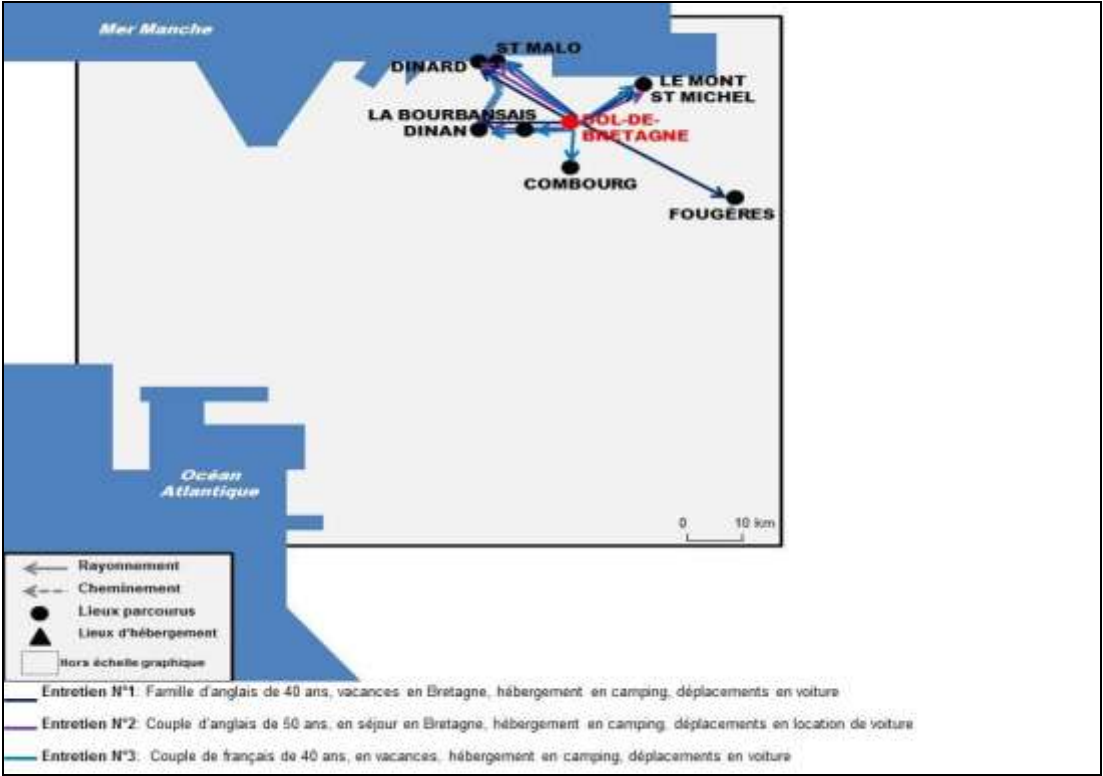 Mer Manche
ST MALO
DINARD
LE MONT
ST MICHEL
LA BOURBANSAIS
DINAN
DOL-DE-
BRETAGNE
COMBOURG
FOUGERES
Océan
Atlantique
0 10 km
Rayonnement
Cheminement
Lieux parcourus
Lieux d'hébergement
Hors échelle graphique
Entretien N°1: Famille d'anglais de 40 ans, vacances en Bretagne, hébergement en camping, déplacements en voiture
Entretien N°2: Couple d'anglais de 50 ans, en séjour en Bretagne, hébergement en camping, déplacements en location de voiture
Entretien N°3: Couple de français de 40 ans, en vacances, hébergement en camping, déplacements en voiture